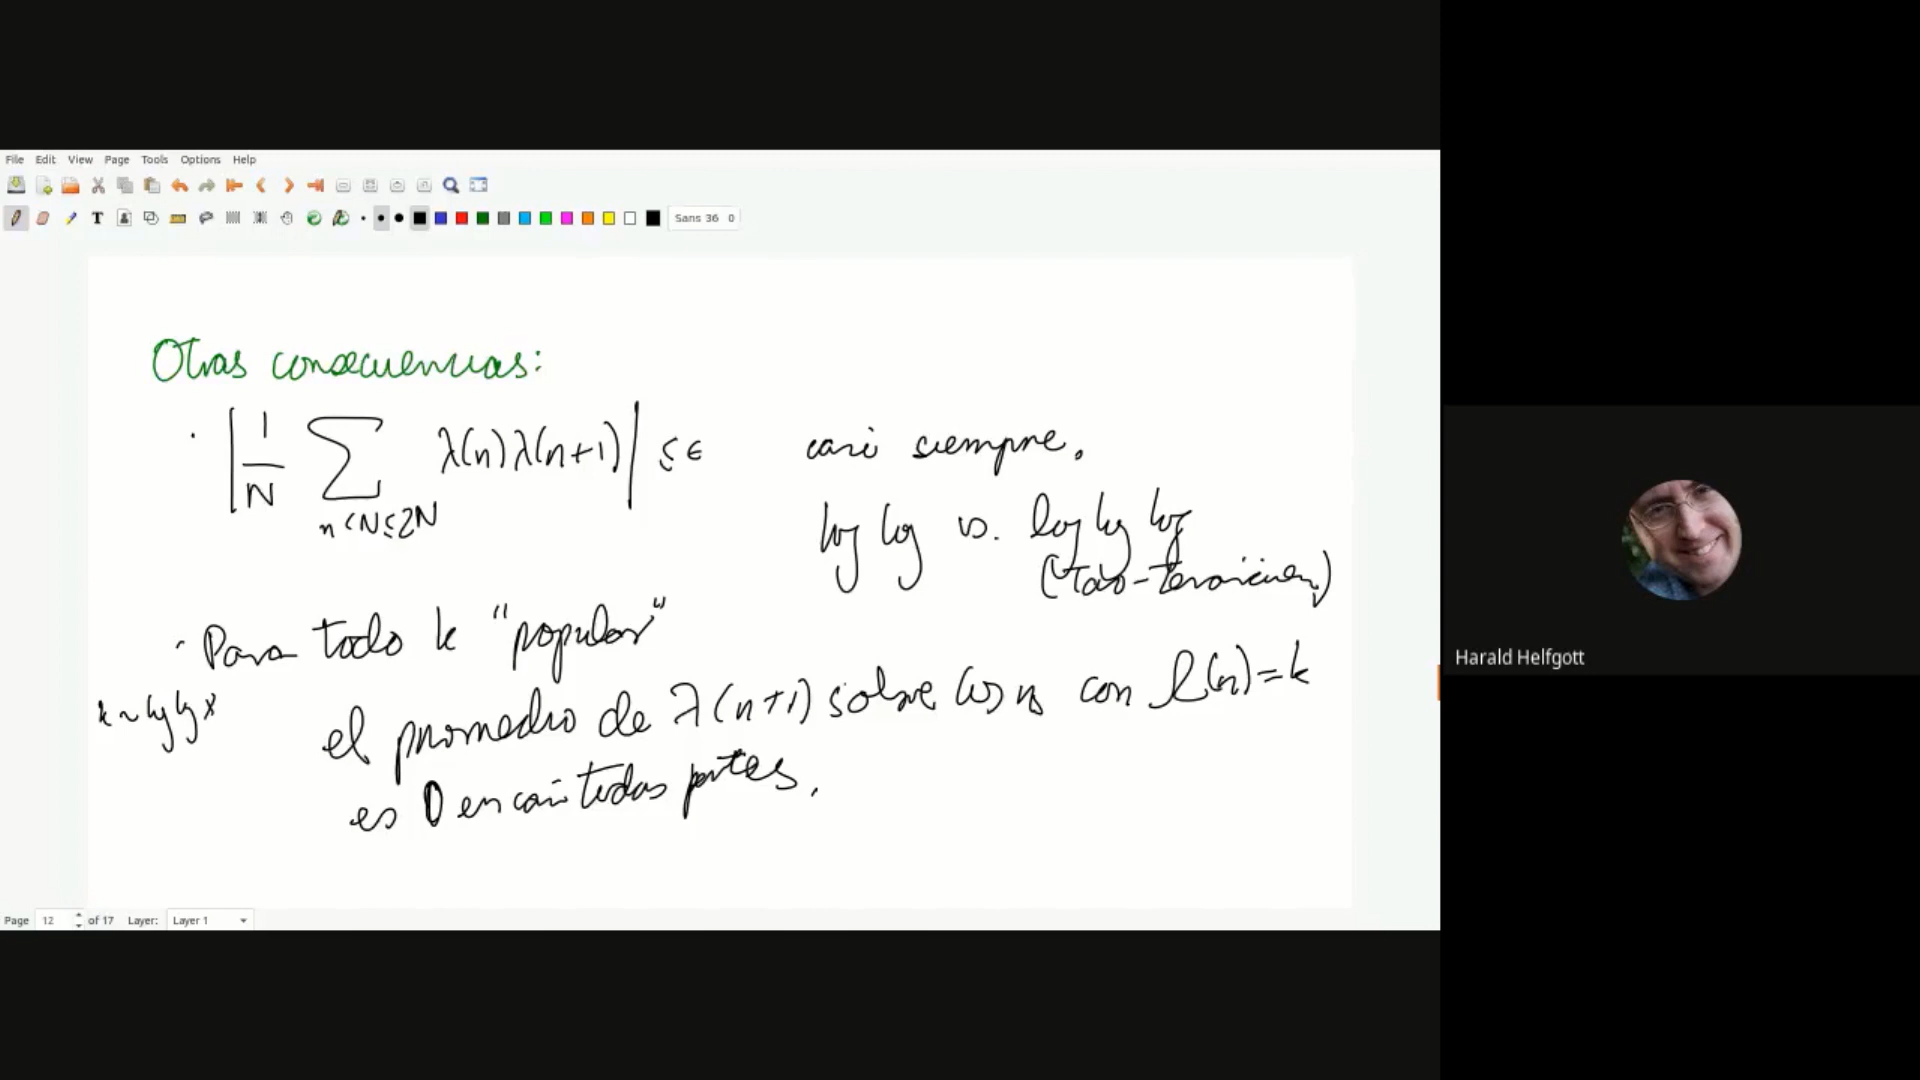 File Edit View Page Tools Options Help
T Sans 36 0
Otras consecuencias:
· | 1/N ∑ λ(n)λ(n+1) | ≤ ε casi siempre.
n<N≤2N
log log vs. log log log
(Tao-Teräväinen)
· Para todo k "popular"
k ~ log log x
el promedio de λ(n+1) sobre los n con Ω(n)=k
es 0 en casi todas partes.
Harald Helfgott
Page 12 of 17 Layer: Layer 1